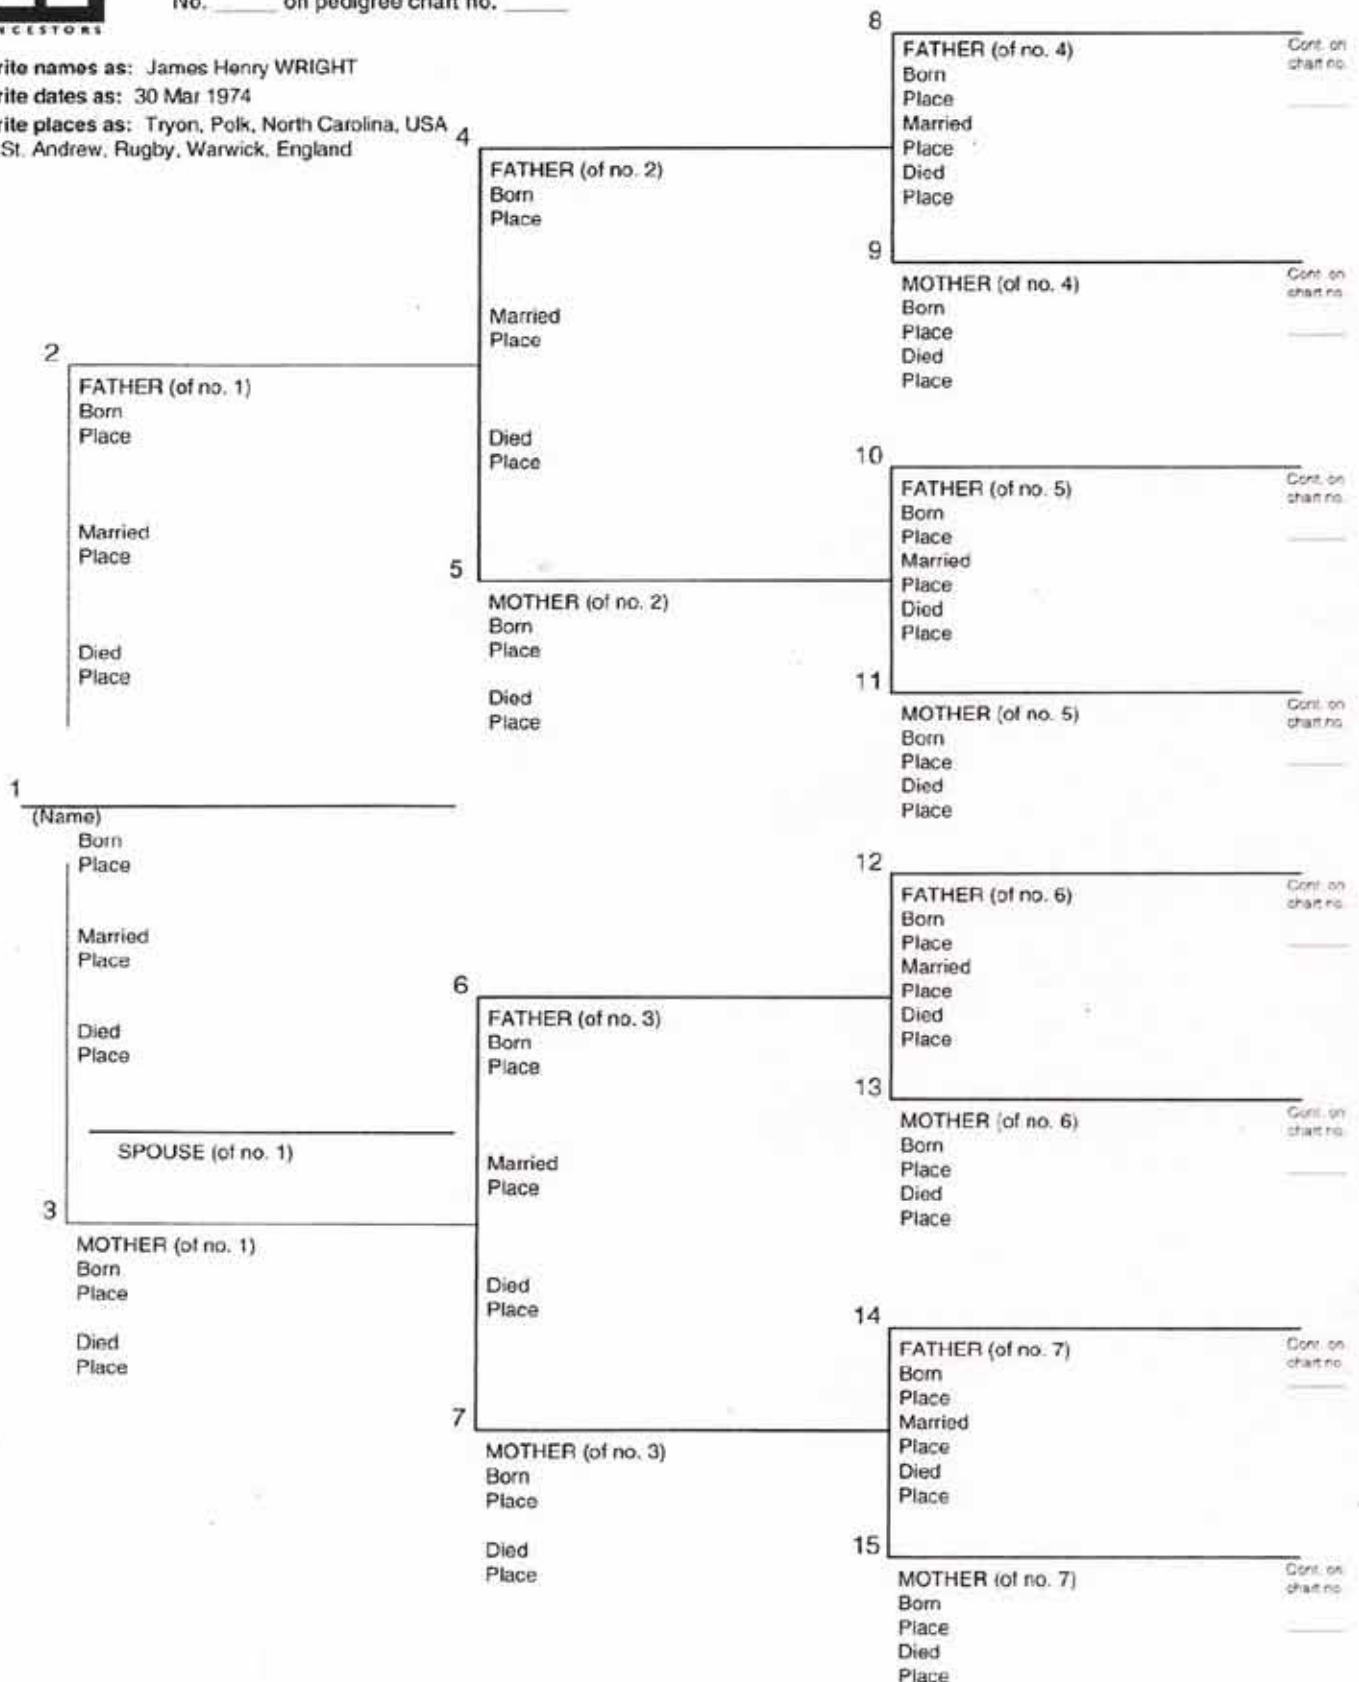 NCESTORS
No. _____ on pedigree chart no. _____
rite names as: James Henry WRIGHT
rite dates as: 30 Mar 1974
rite places as: Tryon, Polk, North Carolina, USA
St. Andrew, Rugby, Warwick, England
2
FATHER (of no. 1)
Born
Place
Married
Place
Died
Place
1
(Name)
Born
Place
Married
Place
Died
Place
SPOUSE (of no. 1)
3
MOTHER (of no. 1)
Born
Place
Died
Place
4
FATHER (of no. 2)
Born
Place
Married
Place
Died
Place
5
MOTHER (of no. 2)
Born
Place
Died
Place
6
FATHER (of no. 3)
Born
Place
Married
Place
Died
Place
7
MOTHER (of no. 3)
Born
Place
Died
Place
8
FATHER (of no. 4)
Born
Place
Married
Place
Died
Place
Cont. on
chart no.
9
MOTHER (of no. 4)
Born
Place
Died
Place
Cont. on
chart no.
10
FATHER (of no. 5)
Born
Place
Married
Place
Died
Place
Cont. on
chart no.
11
MOTHER (of no. 5)
Born
Place
Died
Place
Cont. on
chart no.
12
FATHER (of no. 6)
Born
Place
Married
Place
Died
Place
Cont. on
chart no.
13
MOTHER (of no. 6)
Born
Place
Died
Place
Cont. on
chart no.
14
FATHER (of no. 7)
Born
Place
Married
Place
Died
Place
Cont. on
chart no.
15
MOTHER (of no. 7)
Born
Place
Died
Place
Cont. on
chart no.